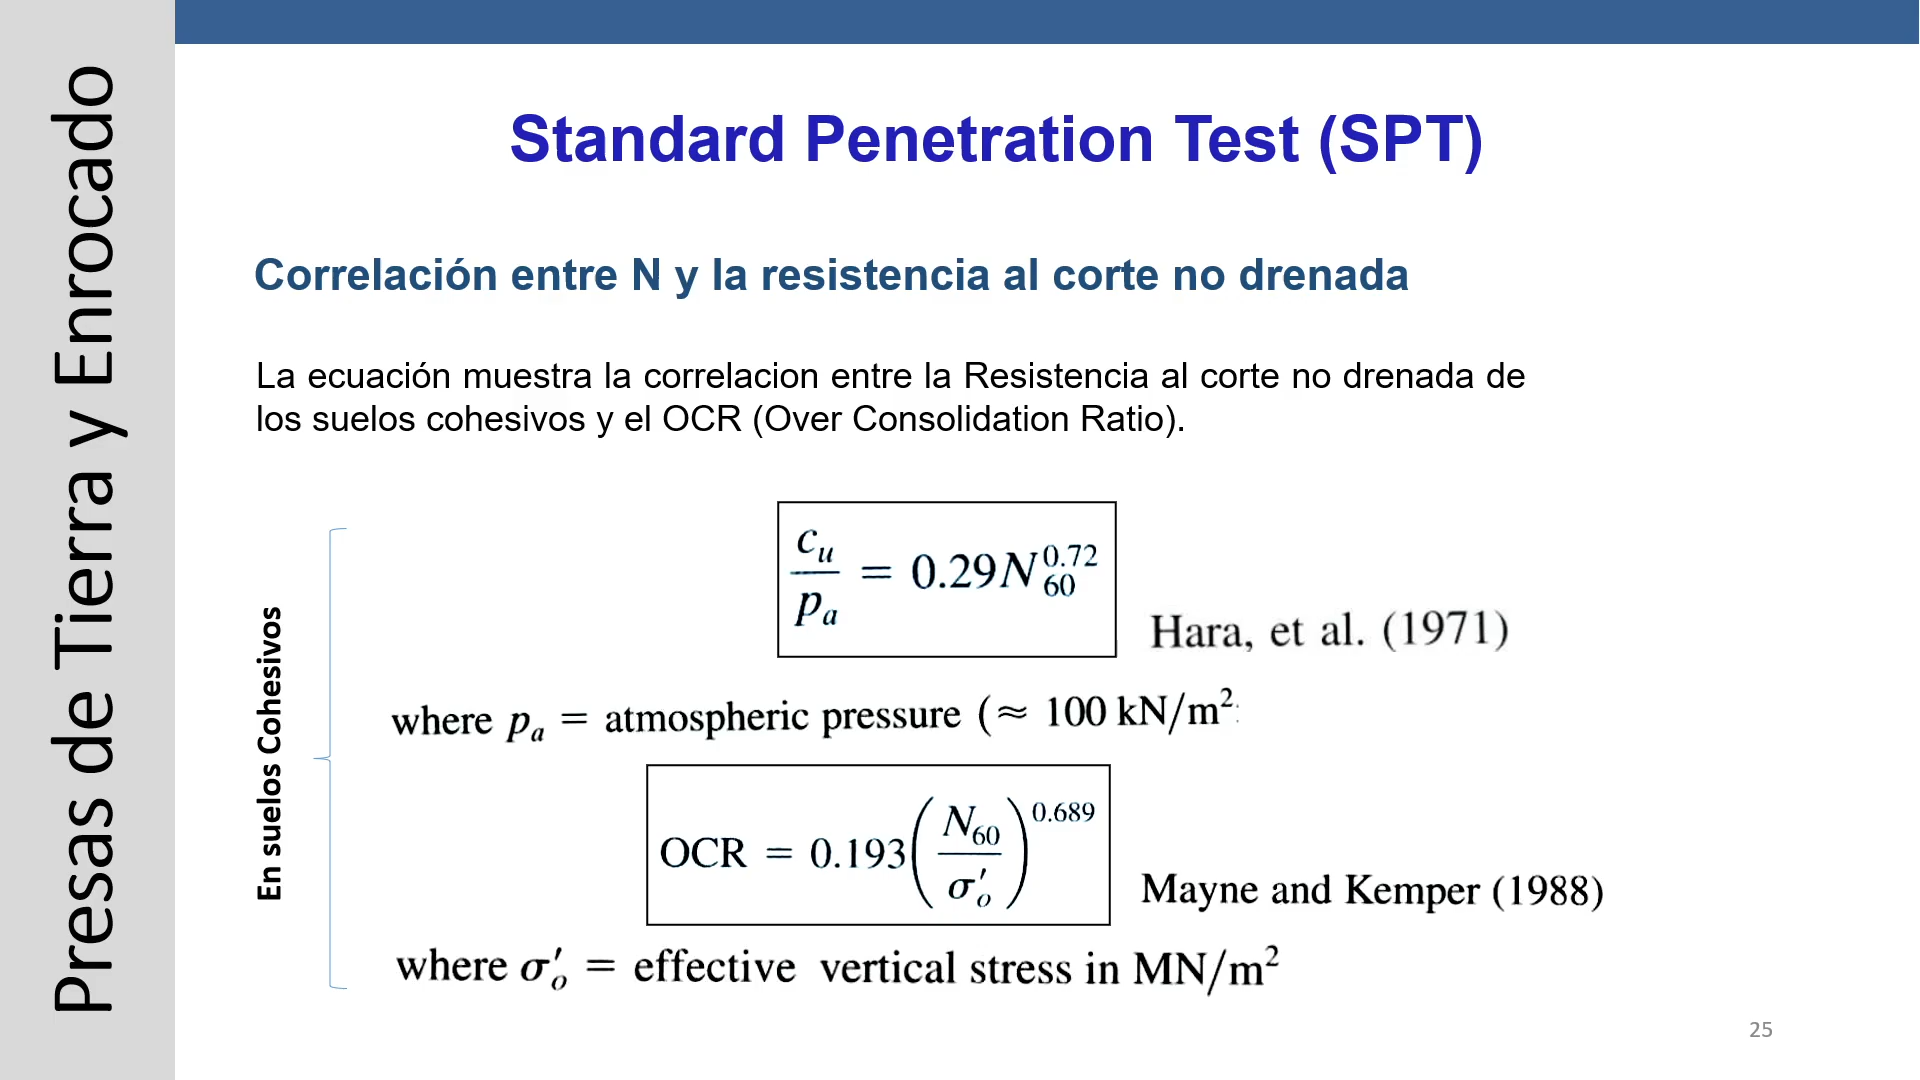 Presas de Tierra y Enrocado
Standard Penetration Test (SPT)
Correlación entre N y la resistencia al corte no drenada
La ecuación muestra la correlacion entre la Resistencia al corte no drenada de
los suelos cohesivos y el OCR (Over Consolidation Ratio).
En suelos Cohesivos
c_u / p_a = 0.29N_60^0.72
Hara, et al. (1971)
where p_a = atmospheric pressure (≈ 100 kN/m²
OCR = 0.193(N_60 / σ′_o)^0.689
Mayne and Kemper (1988)
where σ′_o = effective vertical stress in MN/m²
25